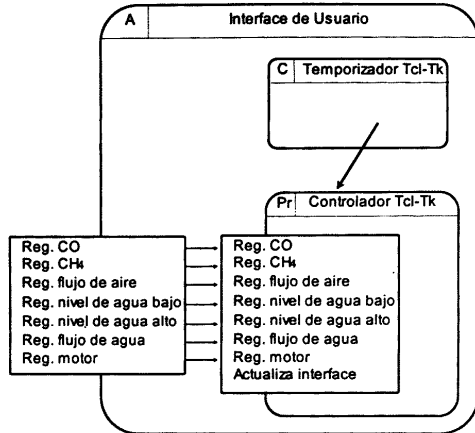 A Interface de Usuario
C Temporizador Tcl-Tk
Pr Controlador Tcl-Tk
Reg. CO
Reg. CH4
Reg. flujo de aire
Reg. nivel de agua bajo
Reg. nivel de agua alto
Reg. flujo de agua
Reg. motor
Reg. CO
Reg. CH4
Reg. flujo de aire
Reg. nivel de agua bajo
Reg. nivel de agua alto
Reg. flujo de agua
Reg. motor
Actualiza interface